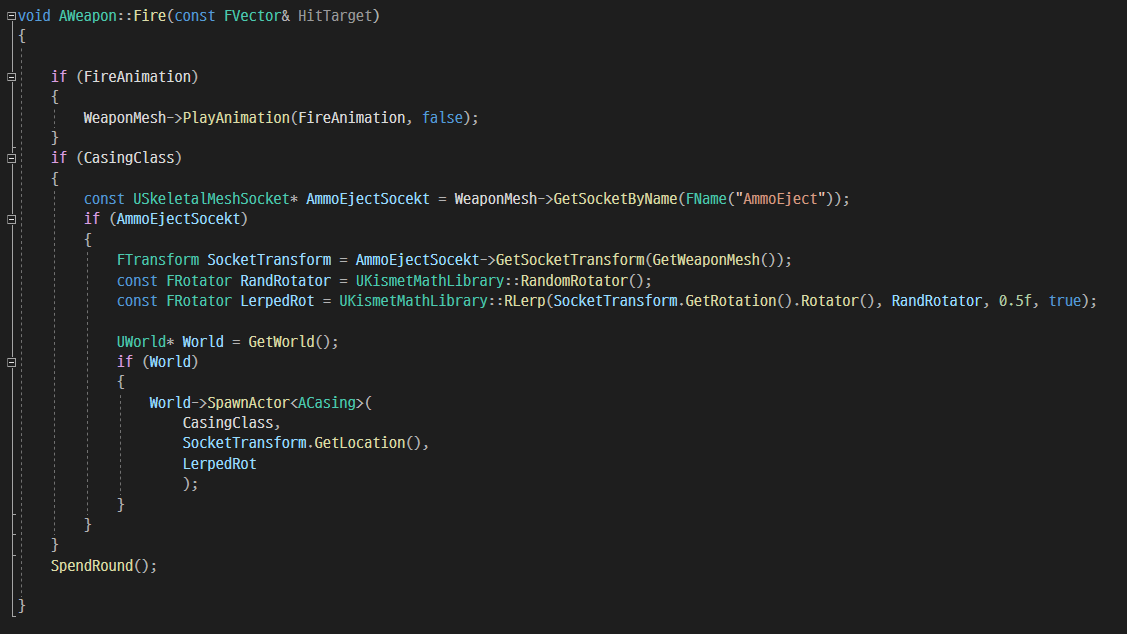 void AWeapon::Fire(const FVector& HitTarget)
{
if (FireAnimation)
{
WeaponMesh->PlayAnimation(FireAnimation, false);
}
if (CasingClass)
{
const USkeletalMeshSocket* AmmoEjectSocekt = WeaponMesh->GetSocketByName(FName("AmmoEject"));
if (AmmoEjectSocekt)
{
FTransform SocketTransform = AmmoEjectSocekt->GetSocketTransform(GetWeaponMesh());
const FRotator RandRotator = UKismetMathLibrary::RandomRotator();
const FRotator LerpedRot = UKismetMathLibrary::RLerp(SocketTransform.GetRotation().Rotator(), RandRotator, 0.5f, true);
UWorld* World = GetWorld();
if (World)
{
World->SpawnActor<ACasing>(
CasingClass,
SocketTransform.GetLocation(),
LerpedRot
);
}
}
}
SpendRound();
}